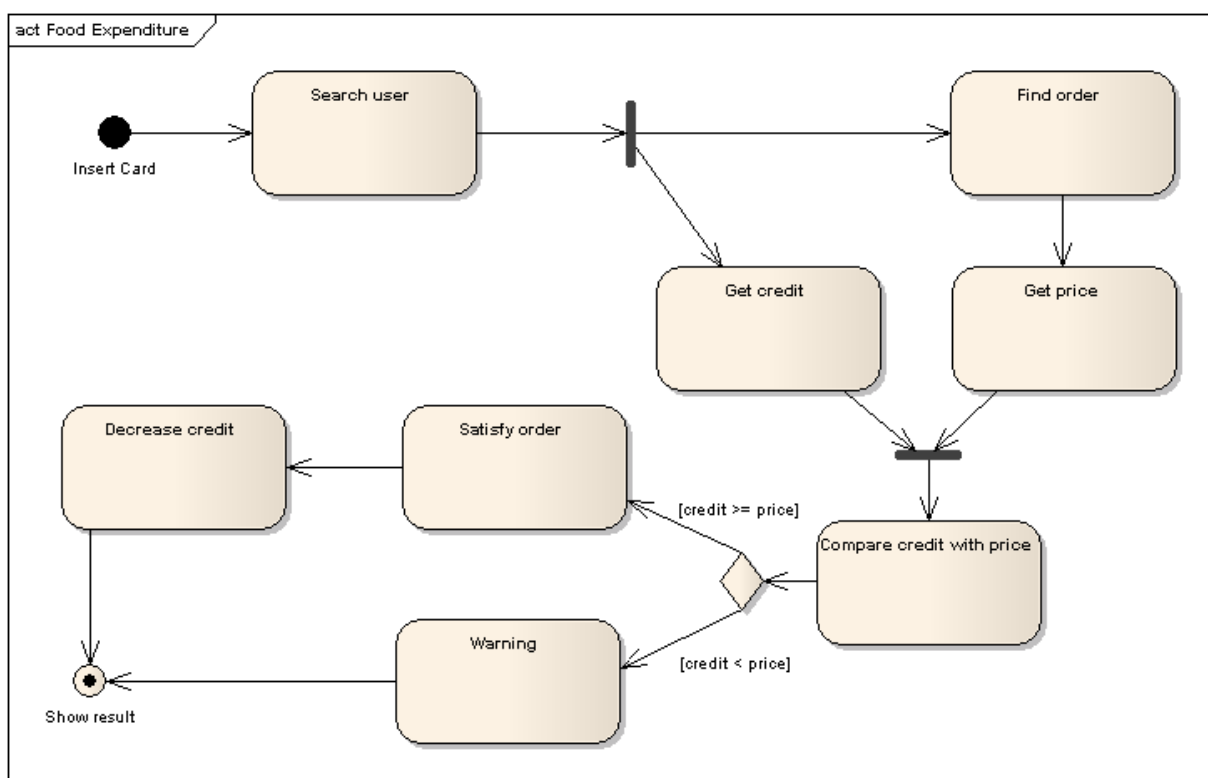 act Food Expenditure
Search user
Find order
Insert Card
Get credit
Get price
Decrease credit
Satisfy order
[credit >= price]
Compare credit with price
Warning
[credit < price]
Show result